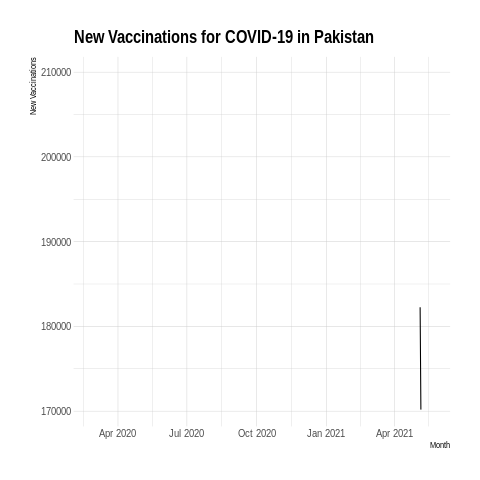 New Vaccinations for COVID-19 in Pakistan
New Vaccinations
210000
200000
190000
180000
170000
Apr 2020 Jul 2020 Oct 2020 Jan 2021 Apr 2021
Month